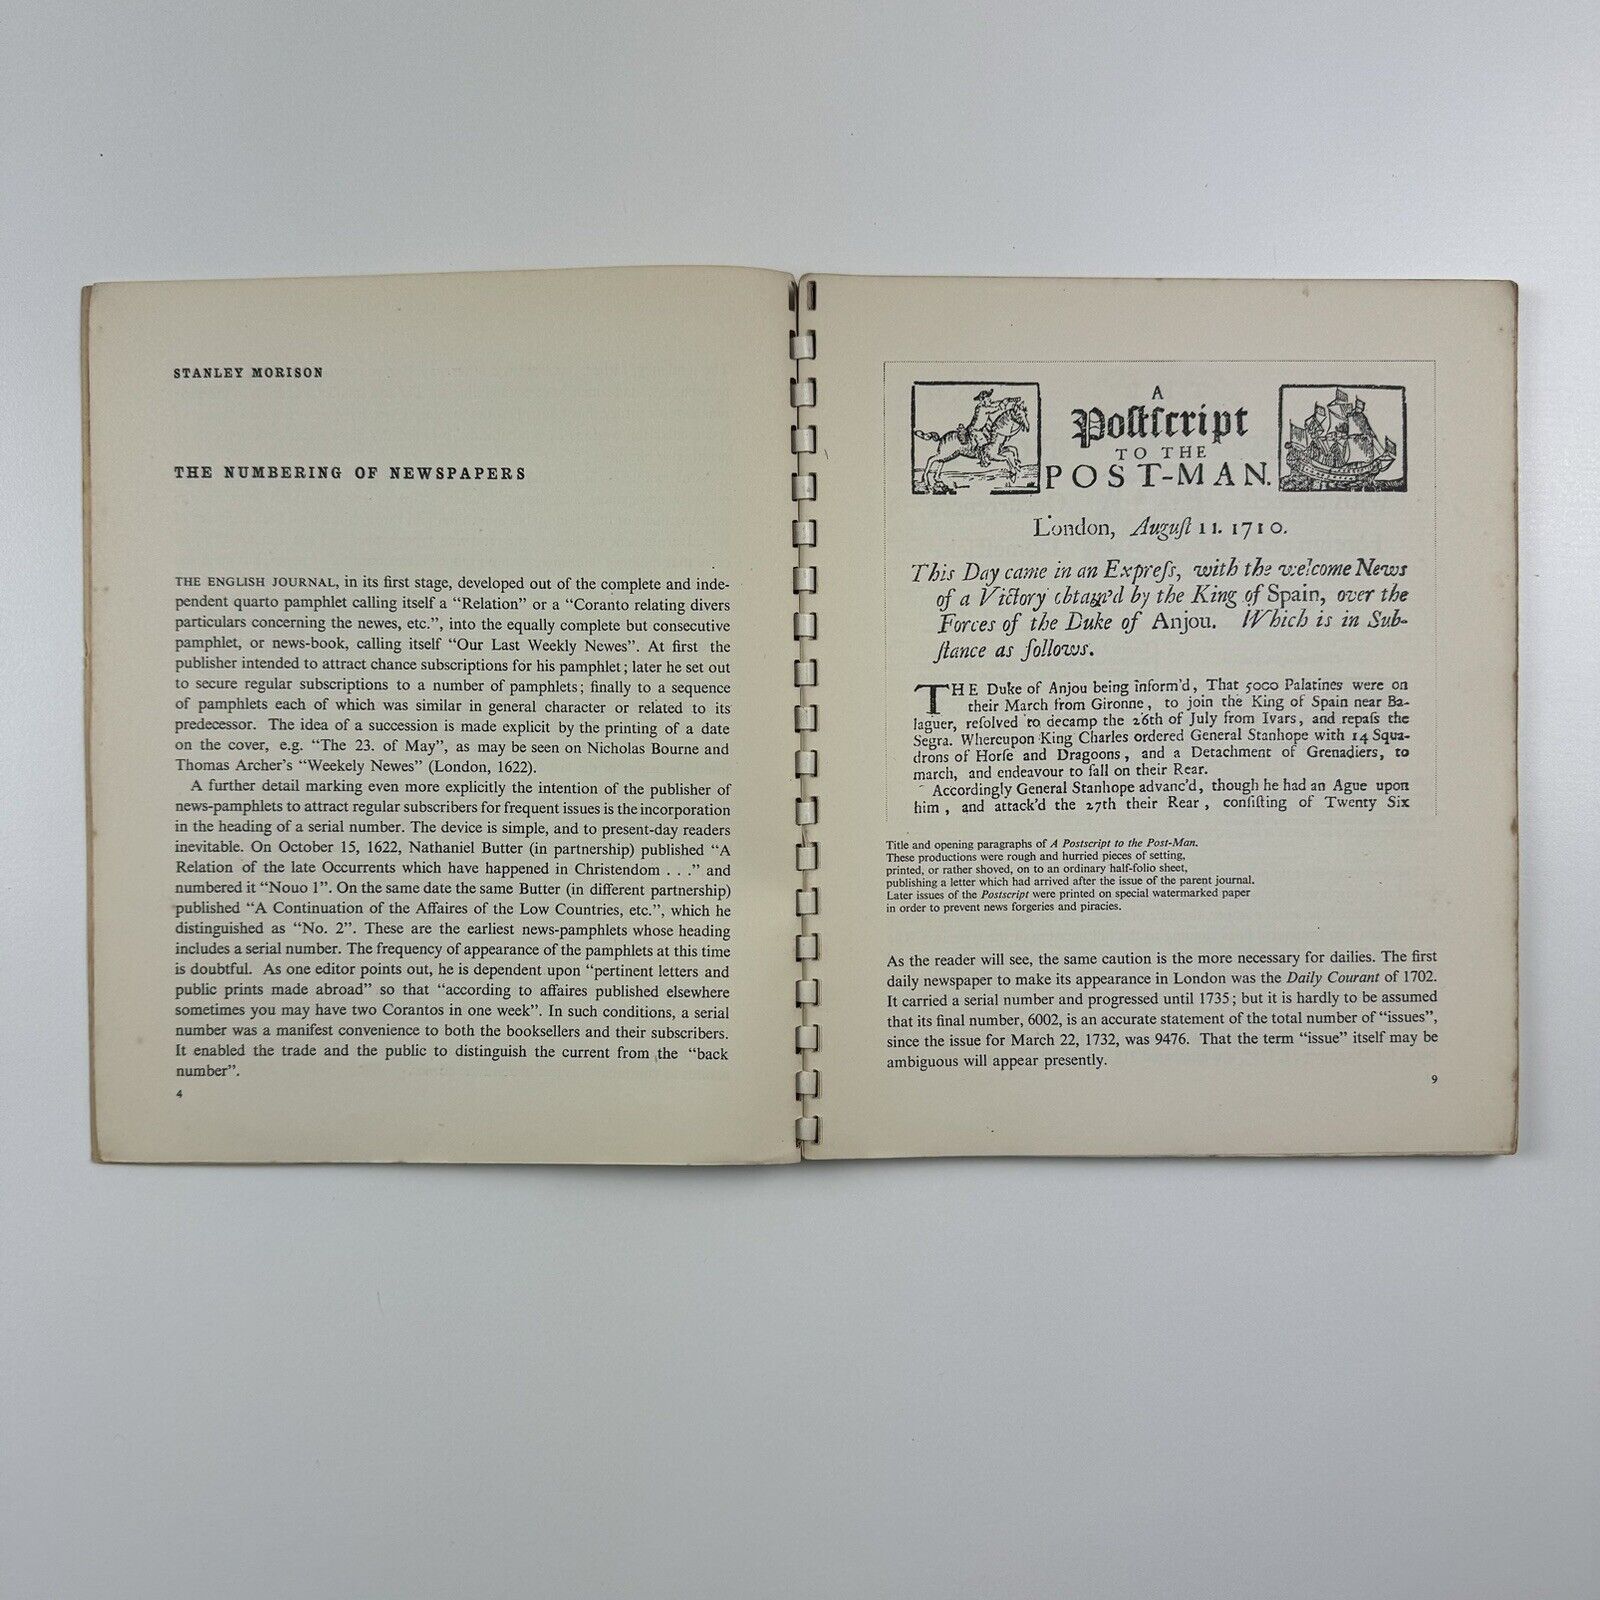 STANLEY MORISON
THE NUMBERING OF NEWSPAPERS
THE ENGLISH JOURNAL, in its first stage, developed out of the complete and inde-
pendent quarto pamphlet calling itself a “Relation” or a “Coranto relating divers
particulars concerning the newes, etc.”, into the equally complete but consecutive
pamphlet, or news-book, calling itself “Our Last Weekly Newes”. At first the
publisher intended to attract chance subscriptions for his pamphlet; later he set out
to secure regular subscriptions to a number of pamphlets; finally to a sequence
of pamphlets each of which was similar in general character or related to its
predecessor. The idea of a succession is made explicit by the printing of a date
on the cover, e.g. “The 23. of May”, as may be seen on Nicholas Bourne and
Thomas Archer’s “Weekely Newes” (London, 1622).
A further detail marking even more explicitly the intention of the publisher of
news-pamphlets to attract regular subscribers for frequent issues is the incorporation
in the heading of a serial number. The device is simple, and to present-day readers
inevitable. On October 15, 1622, Nathaniel Butter (in partnership) published “A
Relation of the late Occurrents which have happened in Christendom . . .” and
numbered it “Nouo 1”. On the same date the same Butter (in different partnership)
published “A Continuation of the Affaires of the Low Countries, etc.”, which he
distinguished as “No. 2”. These are the earliest news-pamphlets whose heading
includes a serial number. The frequency of appearance of the pamphlets at this time
is doubtful. As one editor points out, he is dependent upon “pertinent letters and
public prints made abroad” so that “according to affaires published elsewhere
sometimes you may have two Corantos in one week”. In such conditions, a serial
number was a manifest convenience to both the booksellers and their subscribers.
It enabled the trade and the public to distinguish the current from the “back
number”.
4
A
Poſtſcript
TO THE
POST-MAN.
London, Auguſt 11. 1710.
This Day came in an Expreſs, with the welcome News
of a Victory obtain’d by the King of Spain, over the
Forces of the Duke of Anjou. Which is in Sub-
ſtance as follows.
THE Duke of Anjou being inform’d, That 5000 Palatines were on
their March from Gironne, to join the King of Spain near Ba-
laguer, reſolved to decamp the 26th of July from Ivars, and repaſs the
Segra. Whereupon King Charles ordered General Stanhope with 14 Squa-
drons of Horſe and Dragoons, and a Detachment of Grenadiers, to
march, and endeavour to fall on their Rear.
Accordingly General Stanhope advanc’d, though he had an Ague upon
him, and attack’d the 27th their Rear, conſiſting of Twenty Six
Title and opening paragraphs of A Postscript to the Post-Man.
These productions were rough and hurried pieces of setting,
printed, or rather shoved, on to an ordinary half-folio sheet,
publishing a letter which had arrived after the issue of the parent journal.
Later issues of the Postscript were printed on special watermarked paper
in order to prevent news forgeries and piracies.
As the reader will see, the same caution is the more necessary for dailies. The first
daily newspaper to make its appearance in London was the Daily Courant of 1702.
It carried a serial number and progressed until 1735; but it is hardly to be assumed
that its final number, 6002, is an accurate statement of the total number of “issues”,
since the issue for March 22, 1732, was 9476. That the term “issue” itself may be
ambiguous will appear presently.
9